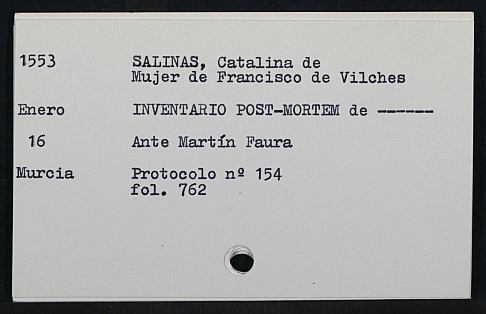 1553 SALINAS, Catalina de
Mujer de Francisco de Vilches
Enero INVENTARIO POST-MORTEM de ------
16 Ante Martín Faura
Murcia Protocolo nº 154
fol. 762